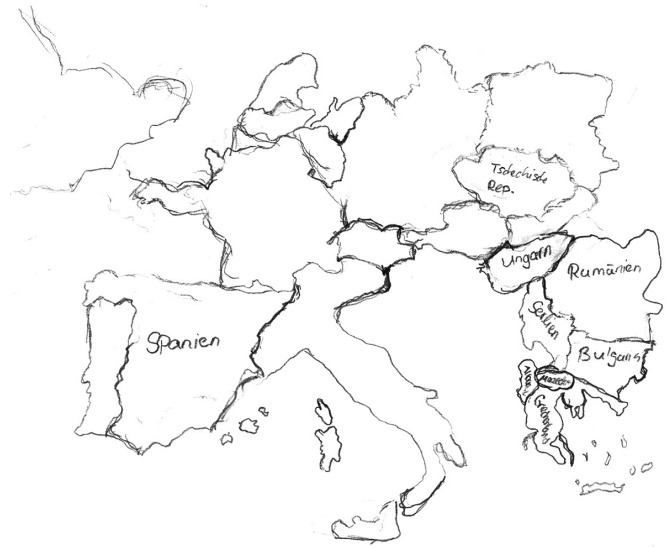 Tschechische
Rep.
Ungarn
Rumänien
Serbien
Spanien
Bulgarien